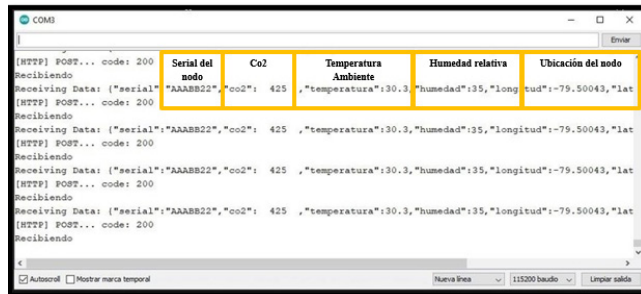 COM3
Enviar
[HTTP] POST... code: 200
Serial del nodo
Co2
Temperatura Ambiente
Humedad relativa
Ubicación del nodo
Recibiendo
Receiving Data: {"serial":"AAABB22","co2": 425 ,"temperatura":30.3,"humedad":35,"longitud":-79.50043,"lat
[HTTP] POST... code: 200
Recibiendo
Receiving Data: {"serial":"AAABB22","co2": 425 ,"temperatura":30.3,"humedad":35,"longitud":-79.50043,"lat
[HTTP] POST... code: 200
Recibiendo
Receiving Data: {"serial":"AAABB22","co2": 425 ,"temperatura":30.3,"humedad":35,"longitud":-79.50043,"lat
[HTTP] POST... code: 200
Recibiendo
Receiving Data: {"serial":"AAABB22","co2": 425 ,"temperatura":30.3,"humedad":35,"longitud":-79.50043,"lat
[HTTP] POST... code: 200
Recibiendo
Autoscroll Mostrar marca temporal Nueva línea 115200 baudio Limpiar salida